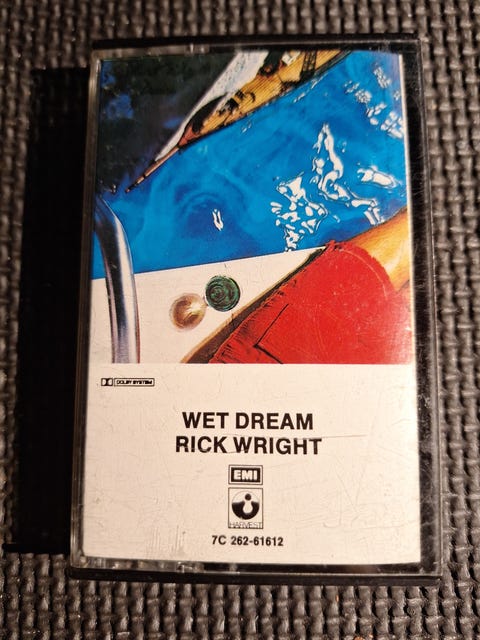 DOLBY SYSTEM
WET DREAM
RICK WRIGHT
EMI
HARVEST
7C 262-61612